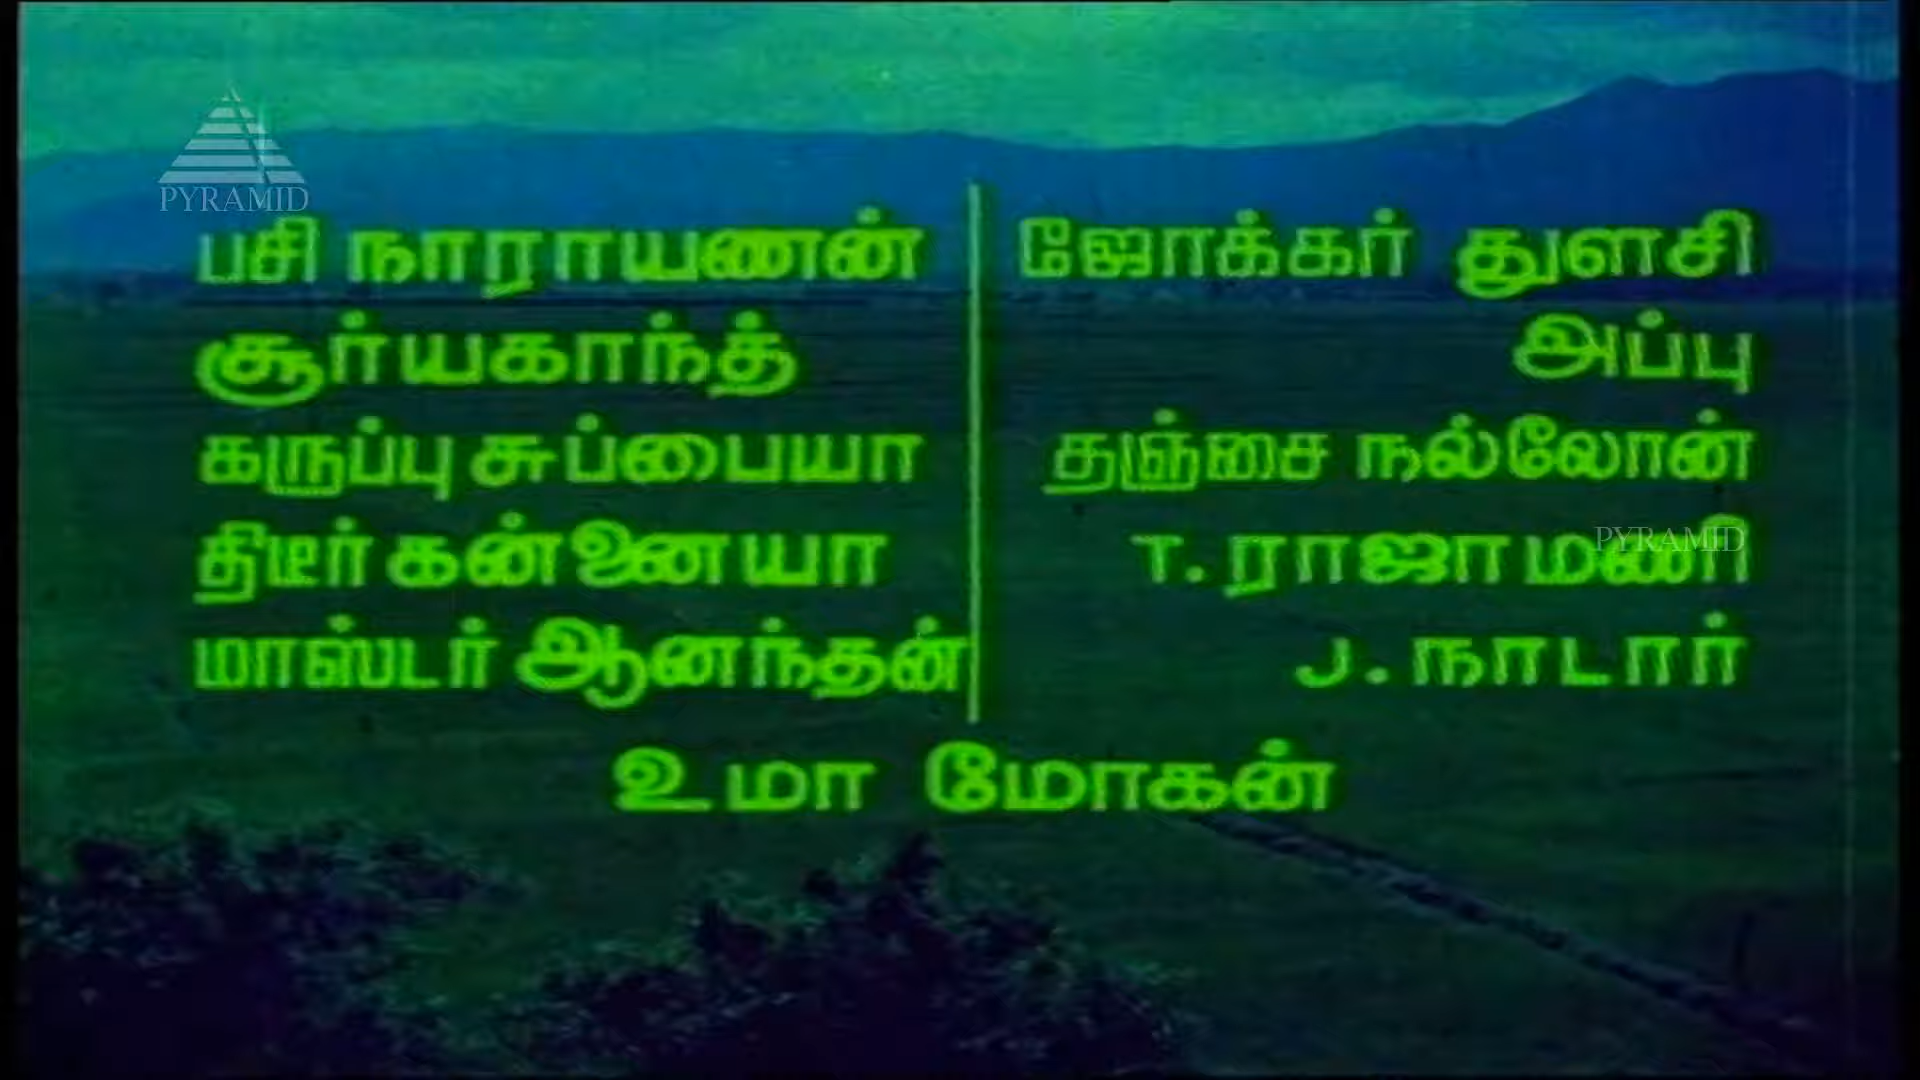 PYRAMID
பசி நாராயணன்
சூர்யகாந்த்
கருப்பு சுப்பையா
திடீர் கன்னையா
மாஸ்டர் ஆனந்தன்
ஜோக்கர் துளசி
அப்பு
தஞ்சை நல்லோன்
T. ராஜாமணி
PYRAMID
J. நாடார்
உமா மோகன்